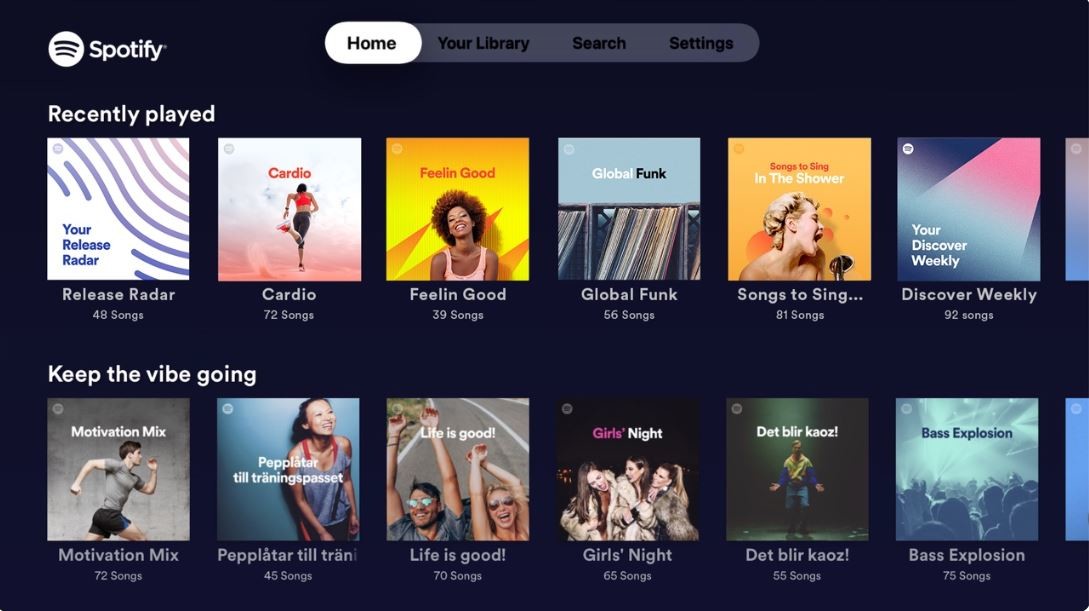 Spotify
Home
Your Library
Search
Settings
Recently played
Your
Release
Radar
Cardio
Feelin Good
Global Funk
Songs to Sing
In The Shower
Your
Discover
Weekly
Release Radar
Cardio
Feelin Good
Global Funk
Songs to Sing...
Discover Weekly
48 Songs
72 Songs
39 Songs
56 Songs
81 Songs
92 songs
Keep the vibe going
Motivation Mix
Pepplåtar
till träningspasset
Life is good!
Girls' Night
Det blir kaoz!
Bass Explosion
Motivation Mix
Pepplåtar till träni
Life is good!
Girls' Night
Det blir kaoz!
Bass Explosion
72 Songs
45 Songs
70 Songs
65 Songs
55 Songs
75 Songs